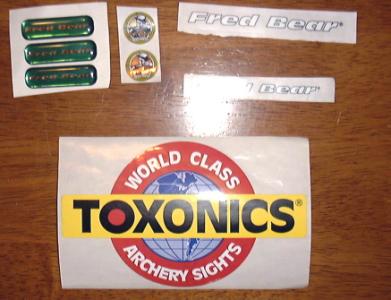 Fred Bear
Fred Bear
Fred Bear
Fred Bear®
Fred Bear®
WORLD CLASS
TOXONICS®
ARCHERY SIGHTS